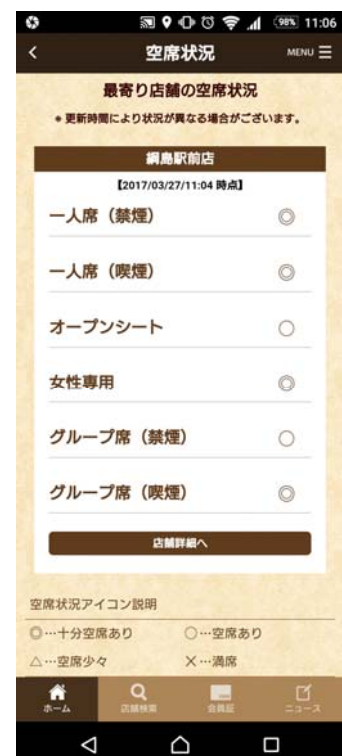 98% 11:06
空席状況 MENU
最寄り店舗の空席状況
* 更新時間により状況が異なる場合がございます。
綱島駅前店
【2017/03/27/11:04 時点】
一人席（禁煙） ◎
一人席（喫煙） ◎
オープンシート ○
女性専用 ◎
グループ席（禁煙） ○
グループ席（喫煙） ◎
店舗詳細へ
空席状況アイコン説明
◎…十分空席あり ○…空席あり
△…空席少々 ×…満席
ホーム 店舗検索 会員証 ニュース